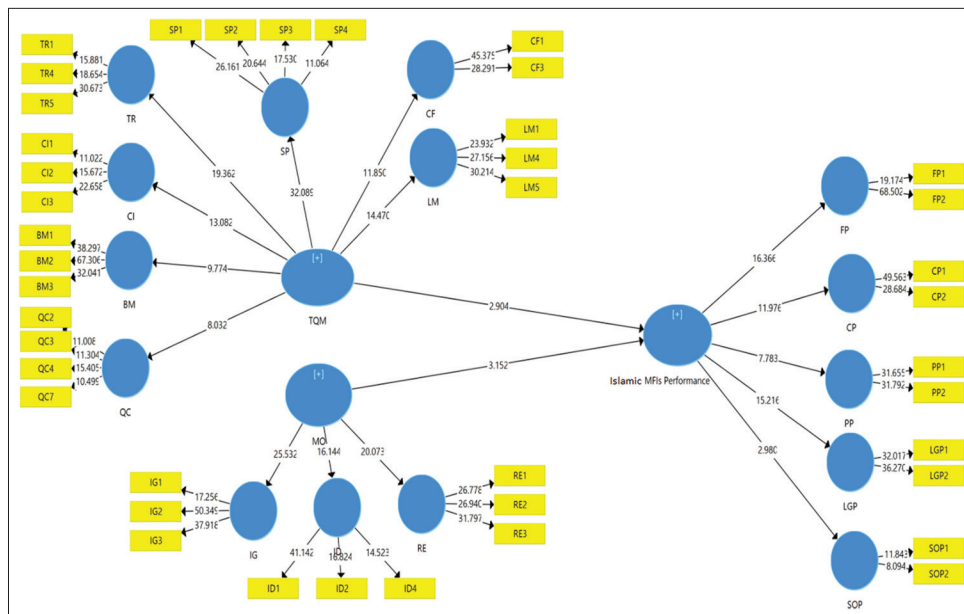 SP1 SP2 SP3 SP4
TR1
TR4
TR5
15.881
18.654
30.673
TR
26.161 20.644 17.530 11.064
SP
CF1
CF3
45.375
28.291
CF
LM1
LM4
LM5
23.932
27.156
30.214
LM
CI1
CI2
CI3
11.022
15.672
22.658
CI
BM1
BM2
BM3
38.297
67.306
32.041
BM
QC2
QC3
QC4
QC7
11.008
11.304
15.405
10.499
QC
19.362
32.089
11.850
14.470
13.082
9.774
8.032
[+]
TQM
2.904
3.152
[+]
Islamic MFIs Performance
[+]
MO
25.532 16.144 20.073
IG1
IG2
IG3
17.256
50.349
37.918
IG
ID
41.142 16.824 14.523
ID1 ID2 ID4
RE
26.778
26.940
31.797
RE1
RE2
RE3
16.366
11.976
7.783
15.216
2.980
FP
19.174
68.502
FP1
FP2
CP
49.563
28.684
CP1
CP2
PP
31.655
31.792
PP1
PP2
LGP
32.017
36.270
LGP1
LGP2
SOP
11.843
8.094
SOP1
SOP2